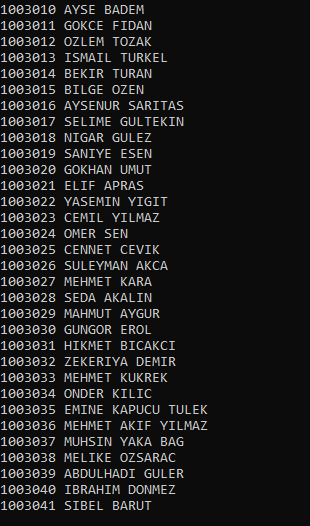 1003010 AYSE BADEM
1003011 GOKCE FIDAN
1003012 OZLEM TOZAK
1003013 ISMAIL TURKEL
1003014 BEKIR TURAN
1003015 BILGE OZEN
1003016 AYSENUR SARITAS
1003017 SELIME GULTEKIN
1003018 NIGAR GULEZ
1003019 SANIYE ESEN
1003020 GOKHAN UMUT
1003021 ELIF APRAS
1003022 YASEMIN YIGIT
1003023 CEMIL YILMAZ
1003024 OMER SEN
1003025 CENNET CEVIK
1003026 SULEYMAN AKCA
1003027 MEHMET KARA
1003028 SEDA AKALIN
1003029 MAHMUT AYGUR
1003030 GUNGOR EROL
1003031 HIKMET BICAKCI
1003032 ZEKERIYA DEMIR
1003033 MEHMET KUKREK
1003034 ONDER KILIC
1003035 EMINE KAPUCU TULEK
1003036 MEHMET AKIF YILMAZ
1003037 MUHSIN YAKA BAG
1003038 MELIKE OZSARAC
1003039 ABDULHADI GULER
1003040 IBRAHIM DONMEZ
1003041 SIBEL BARUT